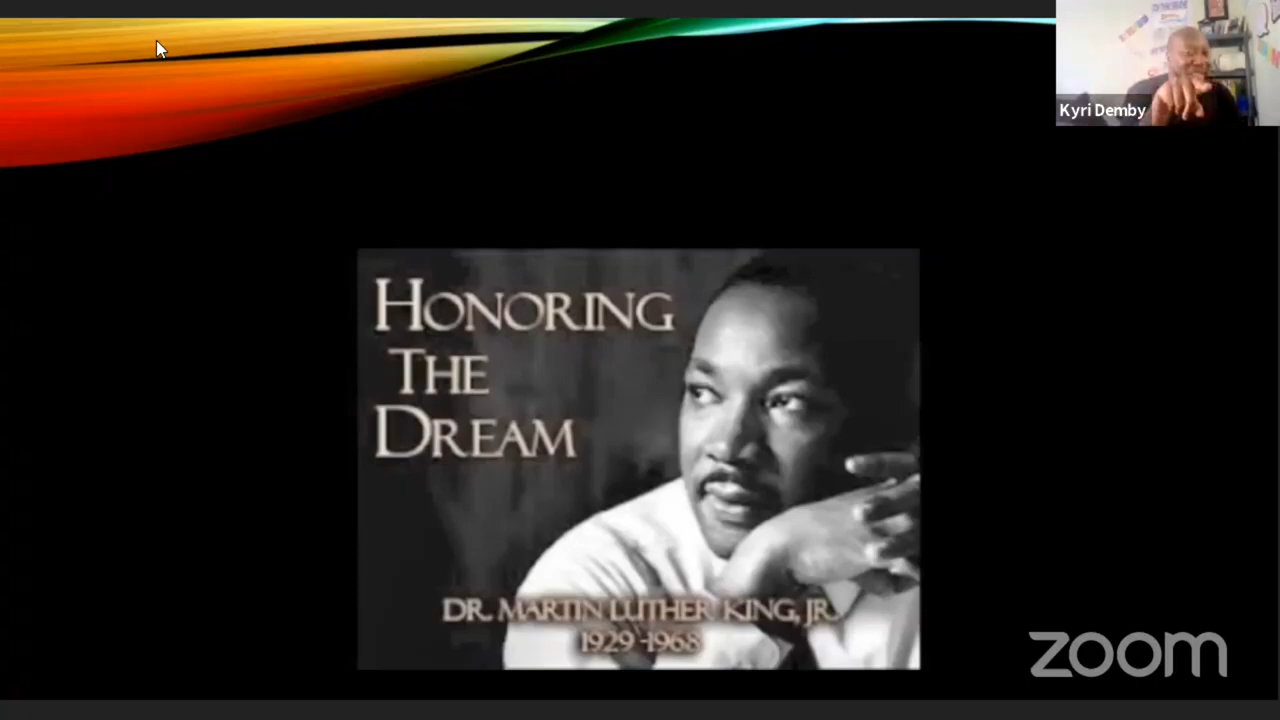 Kyri Demby
HONORING
THE
DREAM
DR. MARTIN LUTHER KING, JR.
1929-1968
zoom